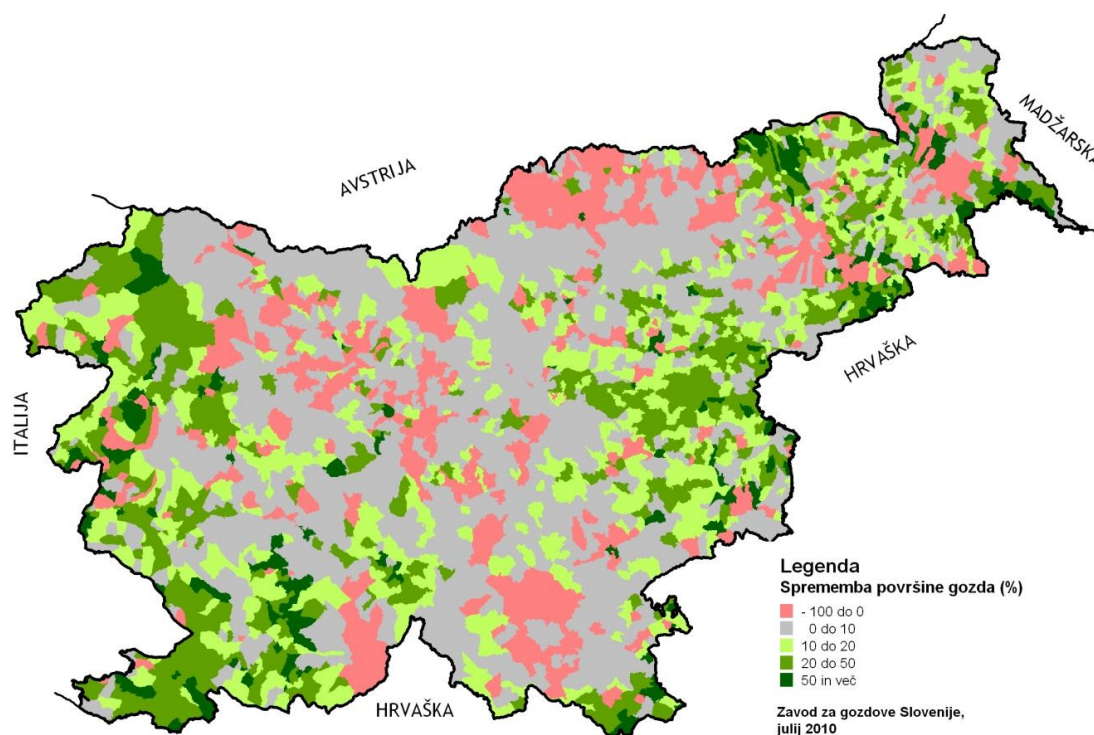 AVSTRIJA
MADŽARSKA
ITALIJA
HRVAŠKA
HRVAŠKA
Legenda
Sprememba površine gozda (%)
- 100 do 0
0 do 10
10 do 20
20 do 50
50 in več
Zavod za gozdove Slovenije,
julij 2010